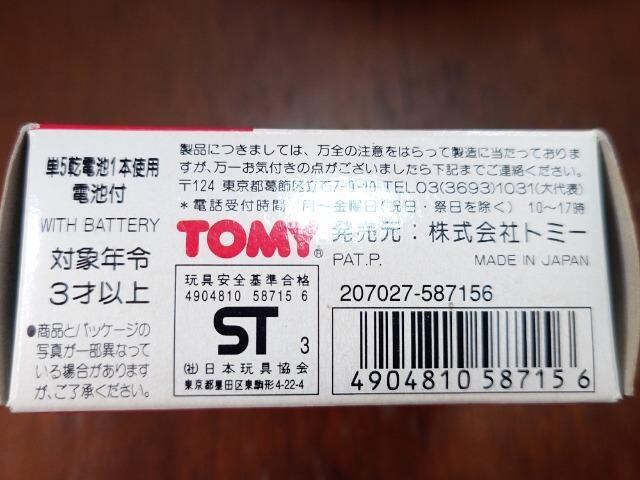 単5乾電池1本使用
電池付
WITH BATTERY
対象年令
3才以上
●商品とパッケージの
写真が一部異なって
いる場合があります
が、ご了承ください。
製品につきましては、万全の注意をはらって製造に当たっておりま
すが、万一お気付きの点がございましたら下記までご連絡ください。
〒124 東京都葛飾区立石7-9-10-TEL03(3693)1031(大代表)
*電話受付時間 月〜金曜日(祝日・祭日を除く) 10〜17時
TOMY® 発売元:株式会社トミー
PAT.P. MADE IN JAPAN
玩具安全基準合格
4904810 58715 6
ST 3
(社)日本玩具協会
東京都墨田区東駒形4-22-4
207027-587156
4904810 587156